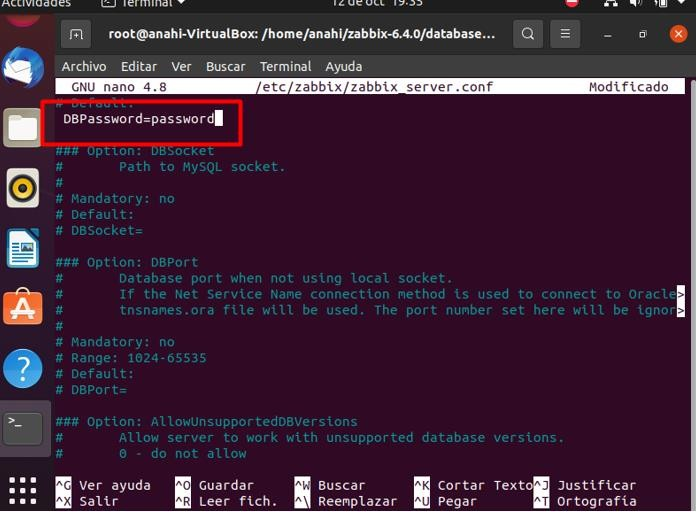 Actividades
Terminal
12 de oct 19:35
root@anahi-VirtualBox: /home/anahi/zabbix-6.4.0/database...
Archivo Editar Ver Buscar Terminal Ayuda
GNU nano 4.8 /etc/zabbix/zabbix_server.conf Modificado
# Default:
DBPassword=password
### Option: DBSocket
# Path to MySQL socket.
#
# Mandatory: no
# Default:
# DBSocket=
### Option: DBPort
# Database port when not using local socket.
# If the Net Service Name connection method is used to connect to Oracle>
# tnsnames.ora file will be used. The port number set here will be ignor>
#
# Mandatory: no
# Range: 1024-65535
# Default:
# DBPort=
### Option: AllowUnsupportedDBVersions
# Allow server to work with unsupported database versions.
# 0 - do not allow
^G Ver ayuda ^O Guardar ^W Buscar ^K Cortar Texto ^J Justificar
^X Salir ^R Leer fich. ^\ Reemplazar ^U Pegar ^T Ortografía